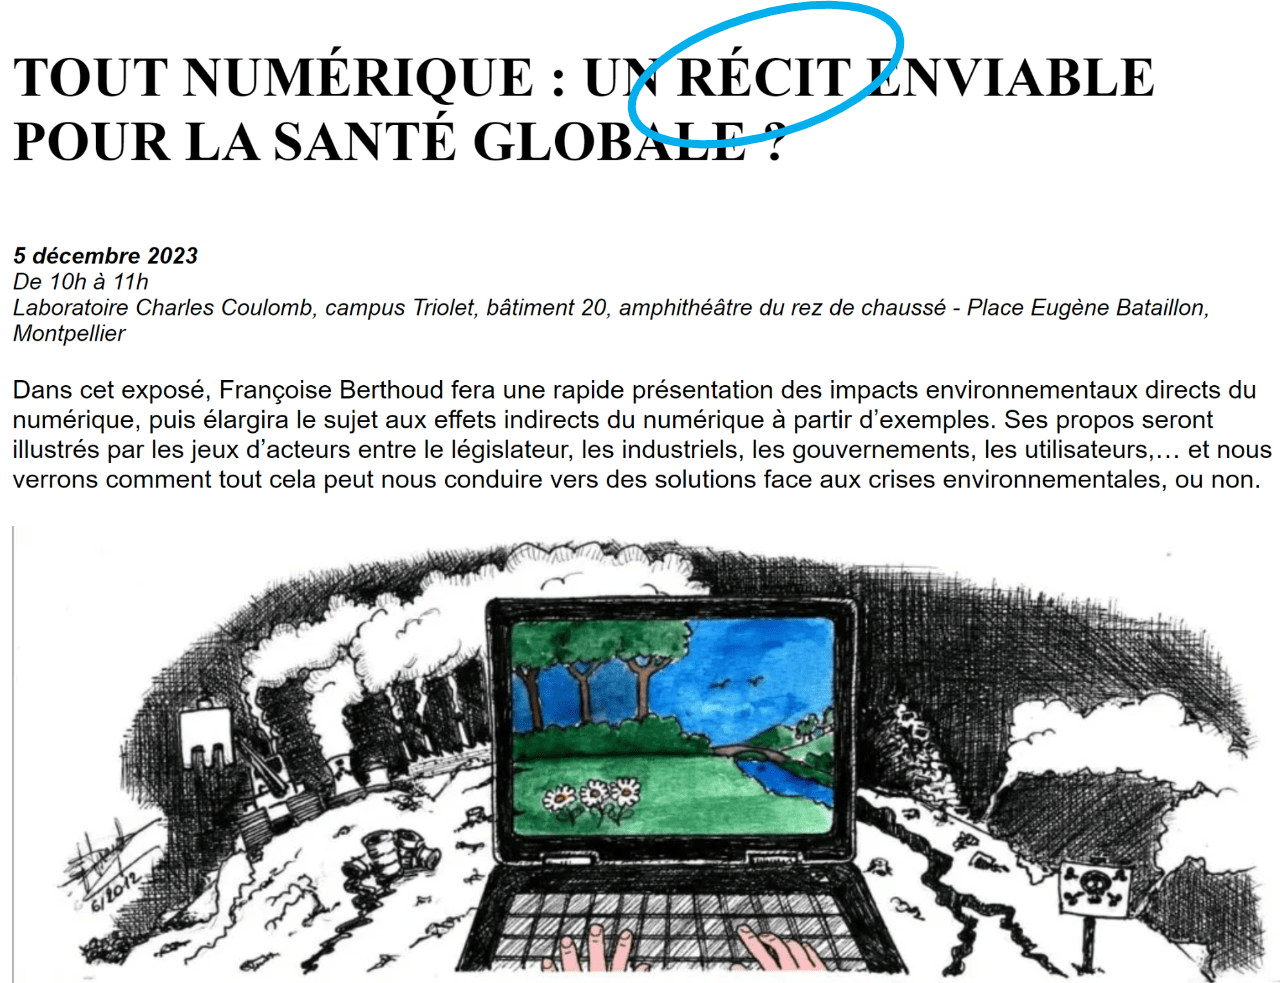 TOUT NUMÉRIQUE : UN RÉCIT ENVIABLE
POUR LA SANTÉ GLOBALE ?
5 décembre 2023
De 10h à 11h
Laboratoire Charles Coulomb, campus Triolet, bâtiment 20, amphithéâtre du rez de chaussé - Place Eugène Bataillon,
Montpellier
Dans cet exposé, Françoise Berthoud fera une rapide présentation des impacts environnementaux directs du
numérique, puis élargira le sujet aux effets indirects du numérique à partir d’exemples. Ses propos seront
illustrés par les jeux d’acteurs entre le législateur, les industriels, les gouvernements, les utilisateurs,… et nous
verrons comment tout cela peut nous conduire vers des solutions face aux crises environnementales, ou non.
6/2012